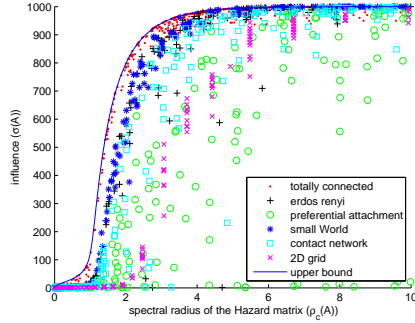 1000
900
800
700
600
500
400
300
200
100
0
influence (σ(A))
totally connected
erdos renyi
preferential attachment
small World
contact network
2D grid
upper bound
0 2 4 6 8 10
spectral radius of the Hazard matrix (ρc(A))